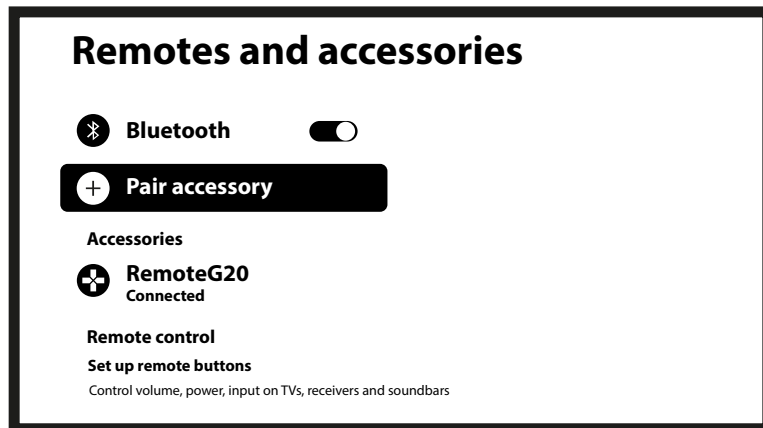 Remotes and accessories
Bluetooth
Pair accessory
Accessories
RemoteG20
Connected
Remote control
Set up remote buttons
Control volume, power, input on TVs, receivers and soundbars